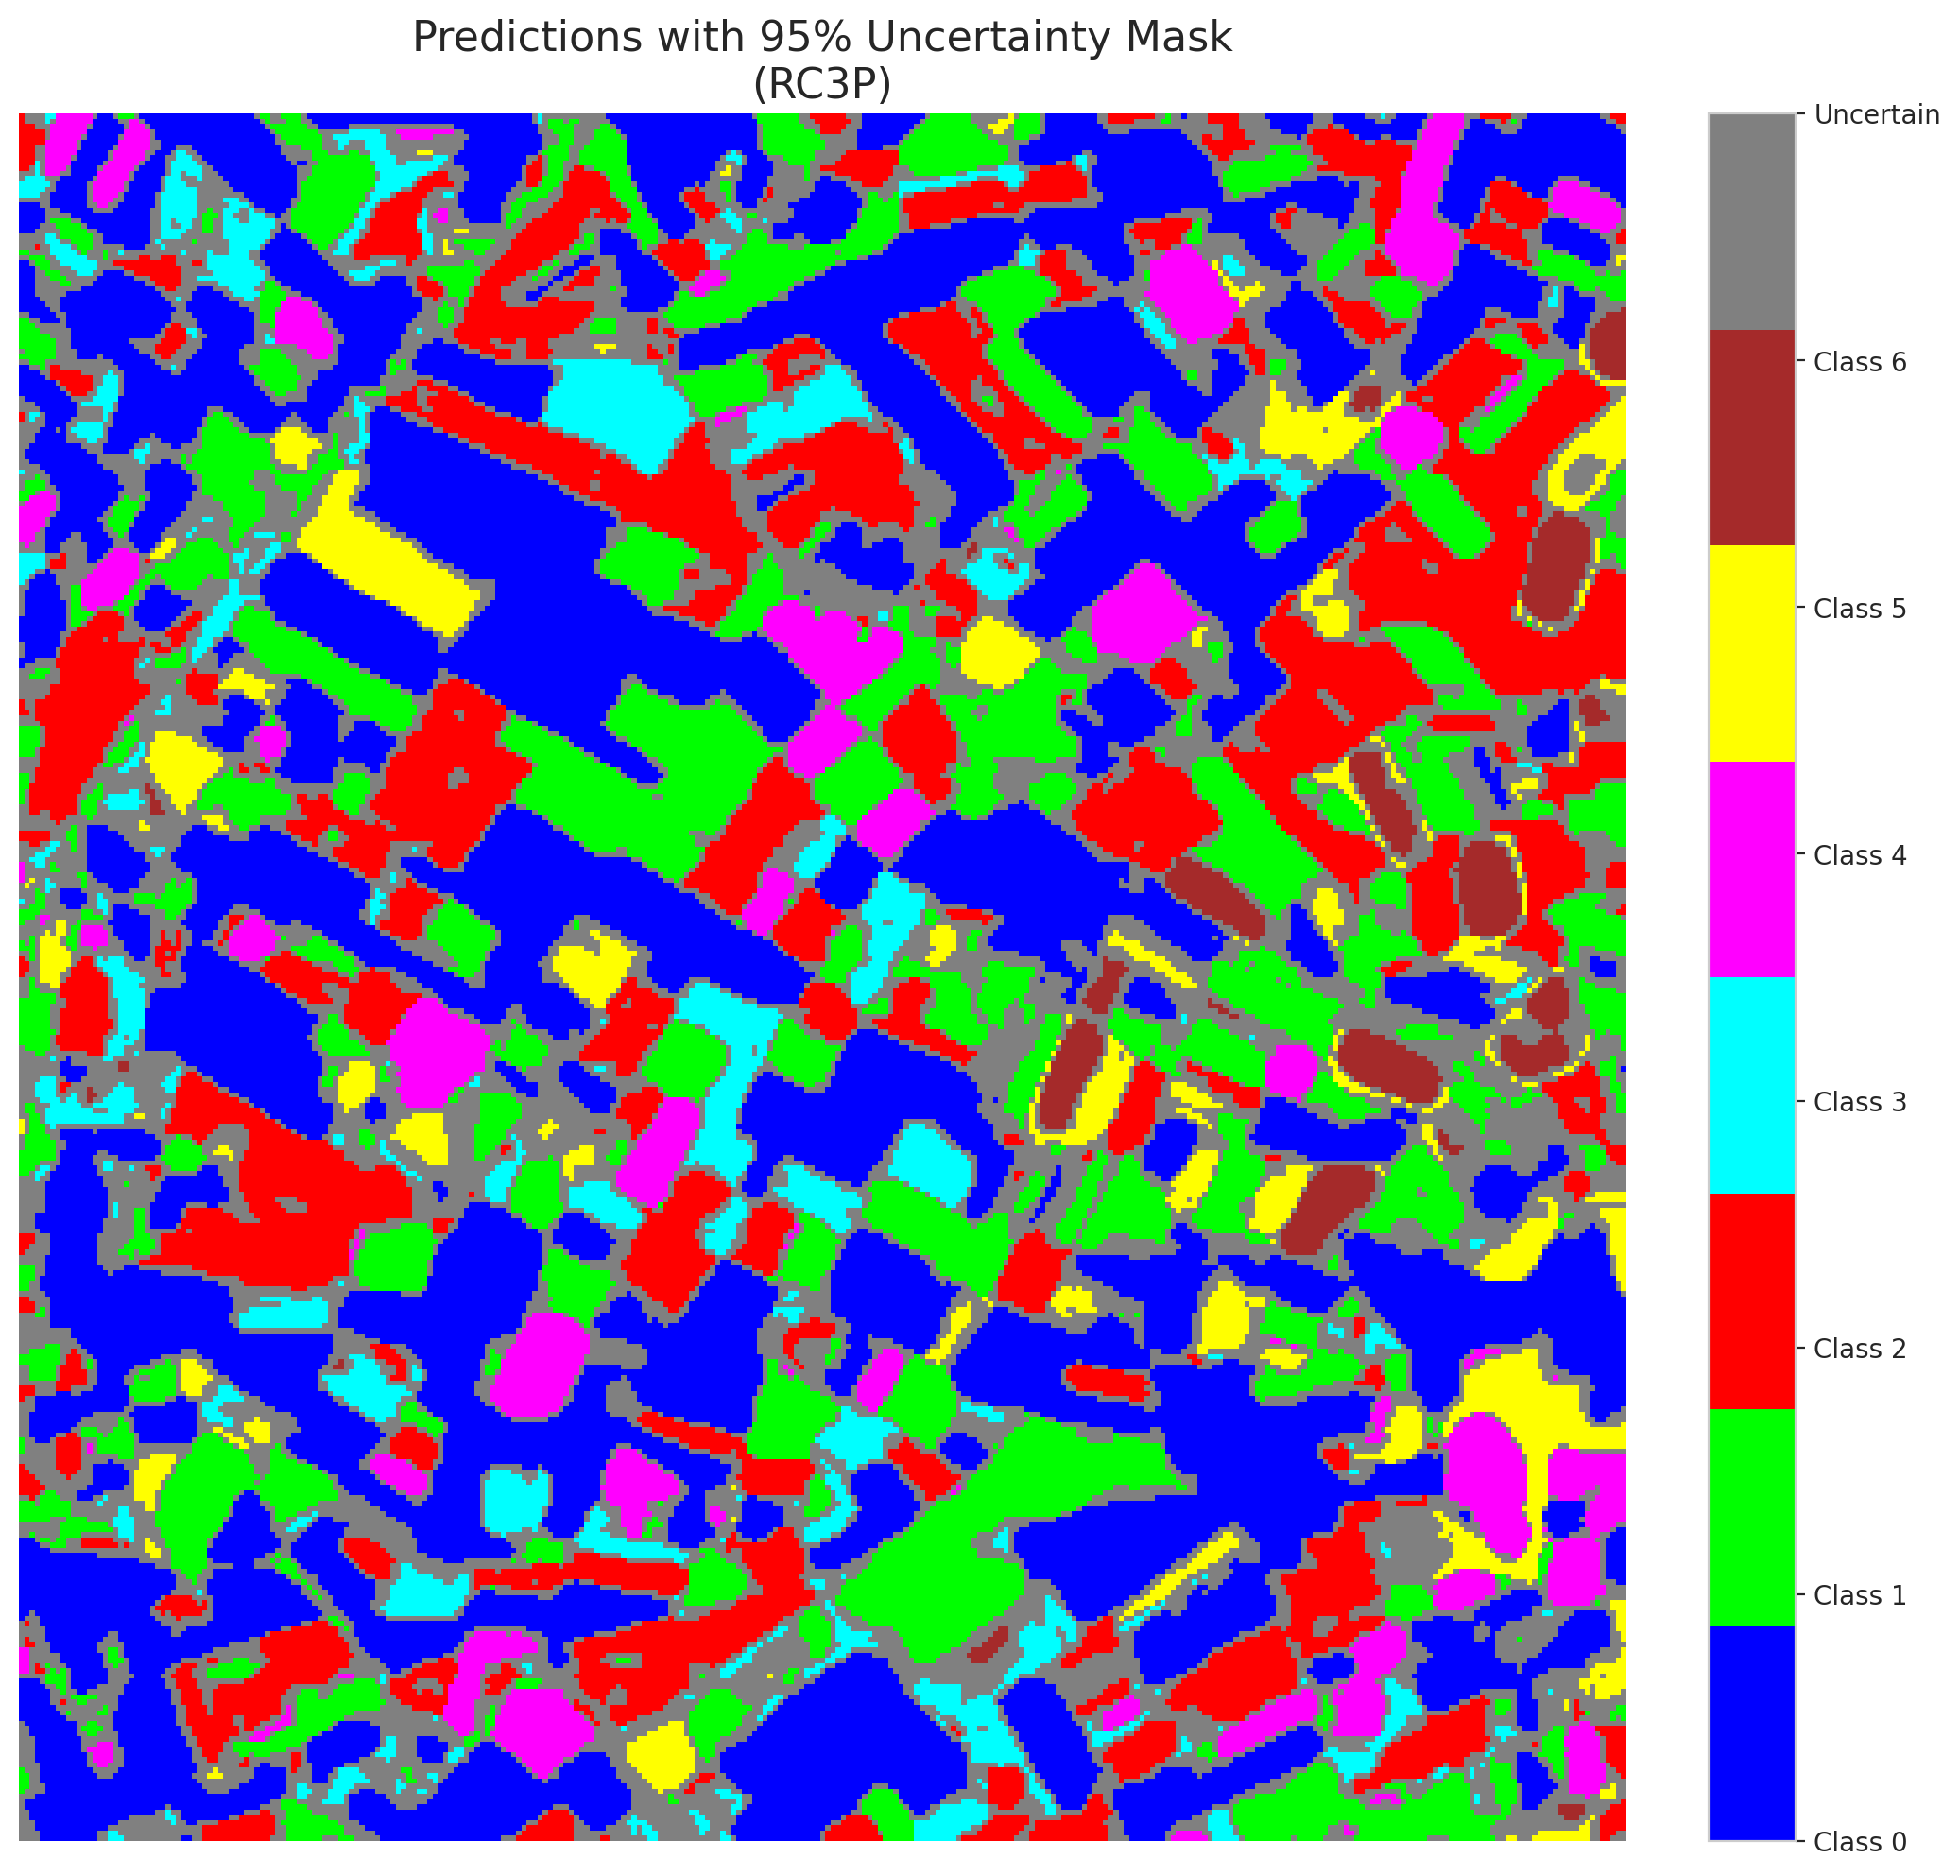 Predictions with 95% Uncertainty Mask
(RC3P)
Uncertain
Class 6
Class 5
Class 4
Class 3
Class 2
Class 1
Class 0